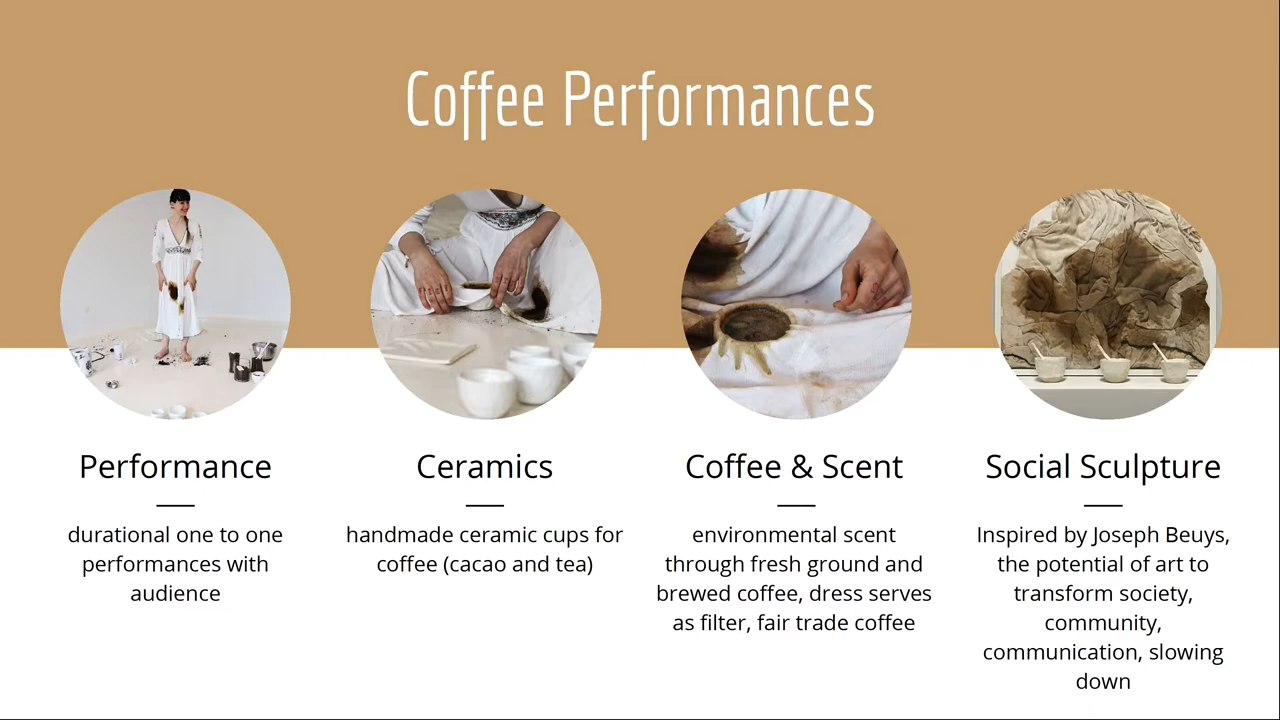 Coffee Performances
Performance
durational one to one
performances with
audience
Ceramics
handmade ceramic cups for
coffee (cacao and tea)
Coffee & Scent
environmental scent
through fresh ground and
brewed coffee, dress serves
as filter, fair trade coffee
Social Sculpture
Inspired by Joseph Beuys,
the potential of art to
transform society,
community,
communication, slowing
down